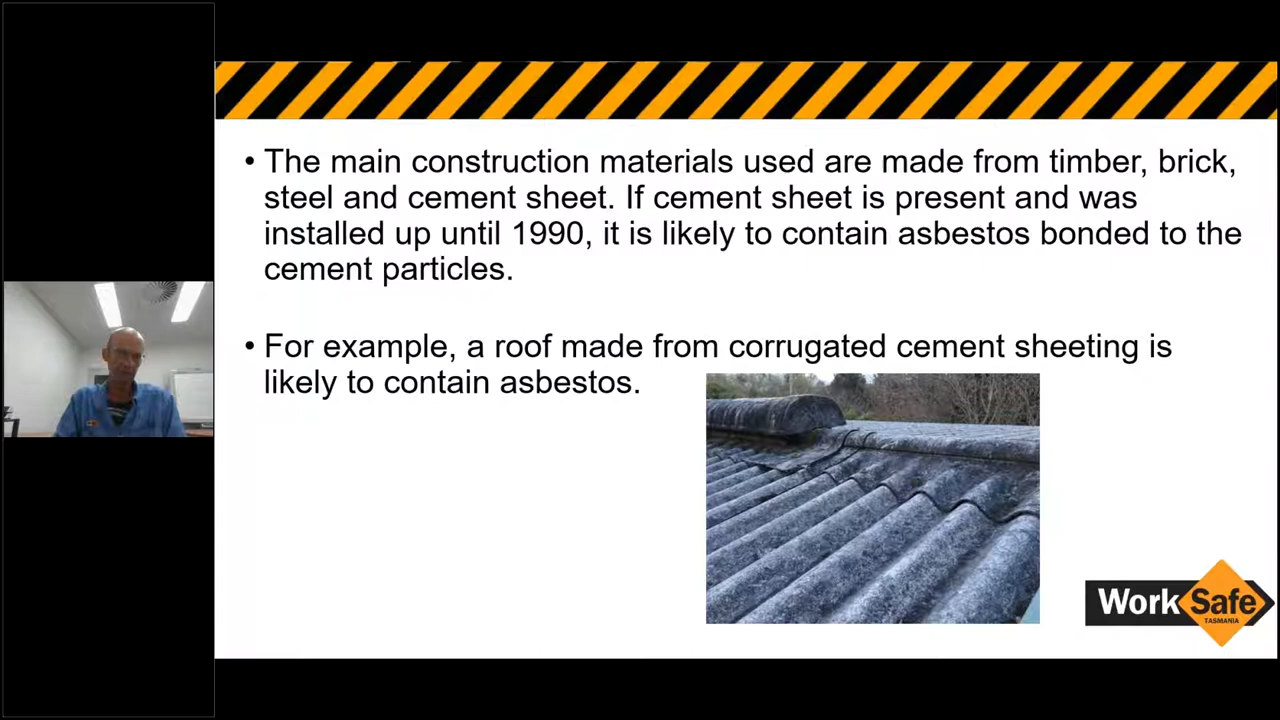 • The main construction materials used are made from timber, brick,
steel and cement sheet. If cement sheet is present and was
installed up until 1990, it is likely to contain asbestos bonded to the
cement particles.
• For example, a roof made from corrugated cement sheeting is
likely to contain asbestos.
WorkSafe
TASMANIA